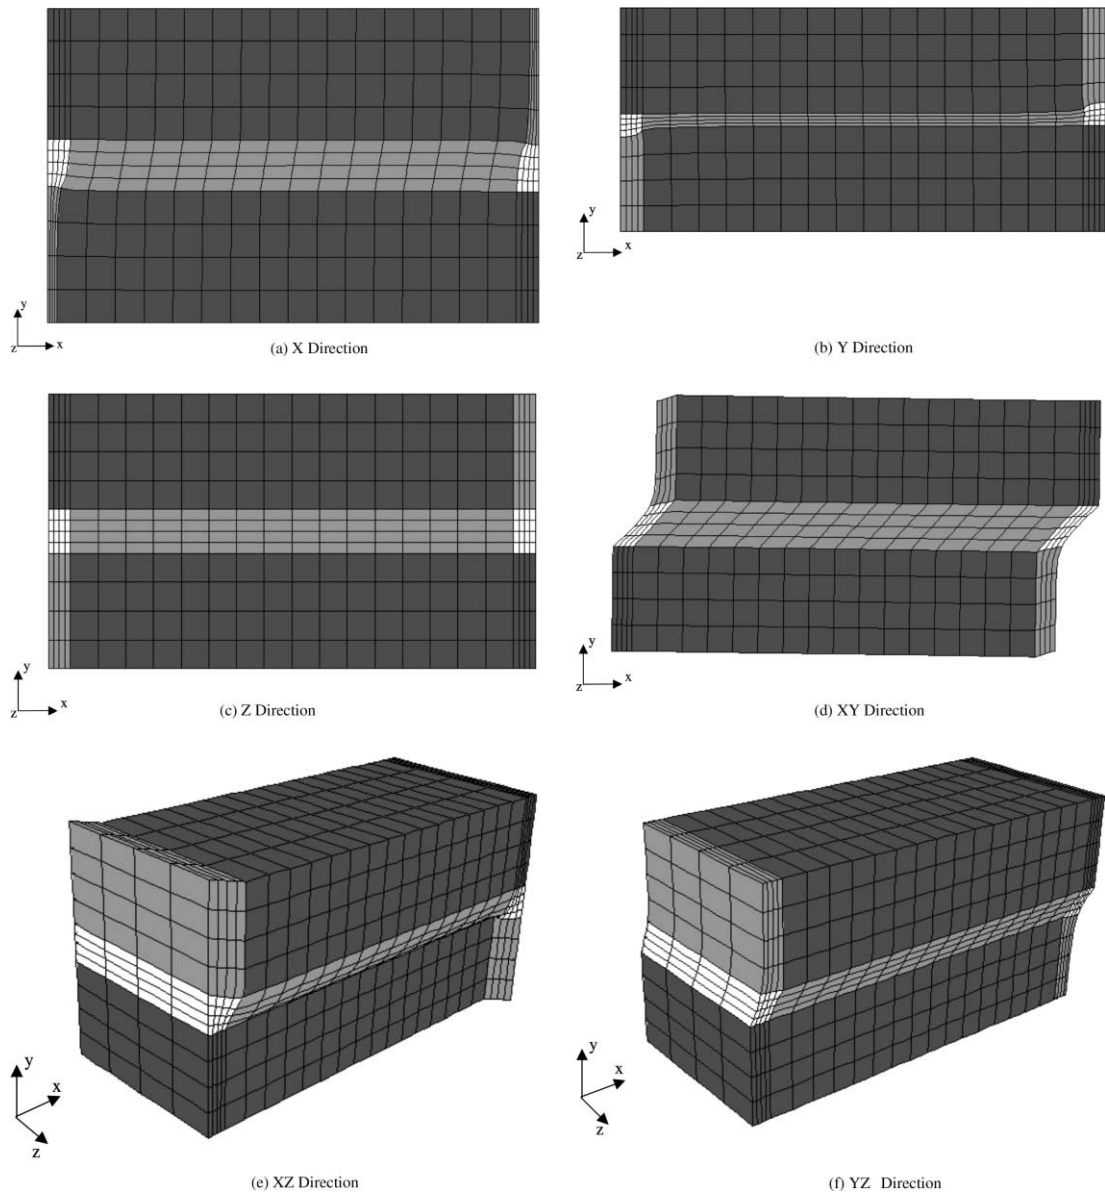 y
z x
(a) X Direction
y
z x
(b) Y Direction
y
z x
(c) Z Direction
y
z x
(d) XY Direction
y
x
z
(e) XZ Direction
y
x
z
(f) YZ Direction